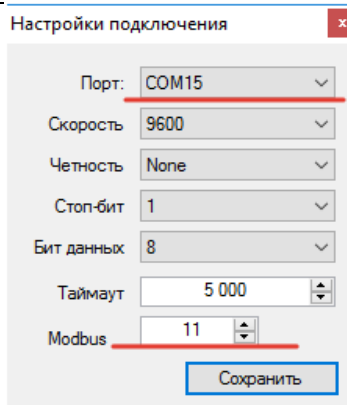 Настройки подключения x
Порт: COM15
Скорость 9600
Четность None
Стоп-бит 1
Бит данных 8
Таймаут 5 000
Modbus 11
Сохранить